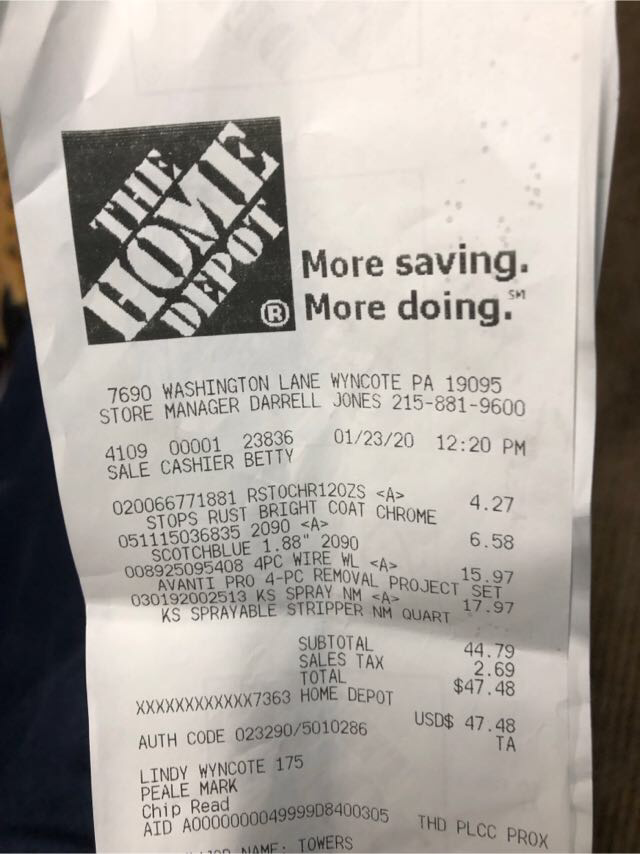 THE
HOME
DEPOT
®
More saving.
More doing.℠
7690 WASHINGTON LANE WYNCOTE PA 19095
STORE MANAGER DARRELL JONES 215-881-9600
4109 00001 23836 01/23/20 12:20 PM
SALE CASHIER BETTY
020066771881 RSTOCHR12OZS <A> 4.27
STOPS RUST BRIGHT COAT CHROME
051115036835 2090 <A> 6.58
SCOTCHBLUE 1.88" 2090
008925095408 4PC WIRE WL <A> 15.97
AVANTI PRO 4-PC REMOVAL PROJECT SET
030192002513 KS SPRAY NM <A> 17.97
KS SPRAYABLE STRIPPER NM QUART
SUBTOTAL 44.79
SALES TAX 2.69
TOTAL $47.48
XXXXXXXXXXXX7363 HOME DEPOT
USD$ 47.48
AUTH CODE 023290/5010286 TA
LINDY WYNCOTE 175
PEALE MARK
Chip Read
AID A0000000049999D8400305 THD PLCC PROX
NAME: TOWERS